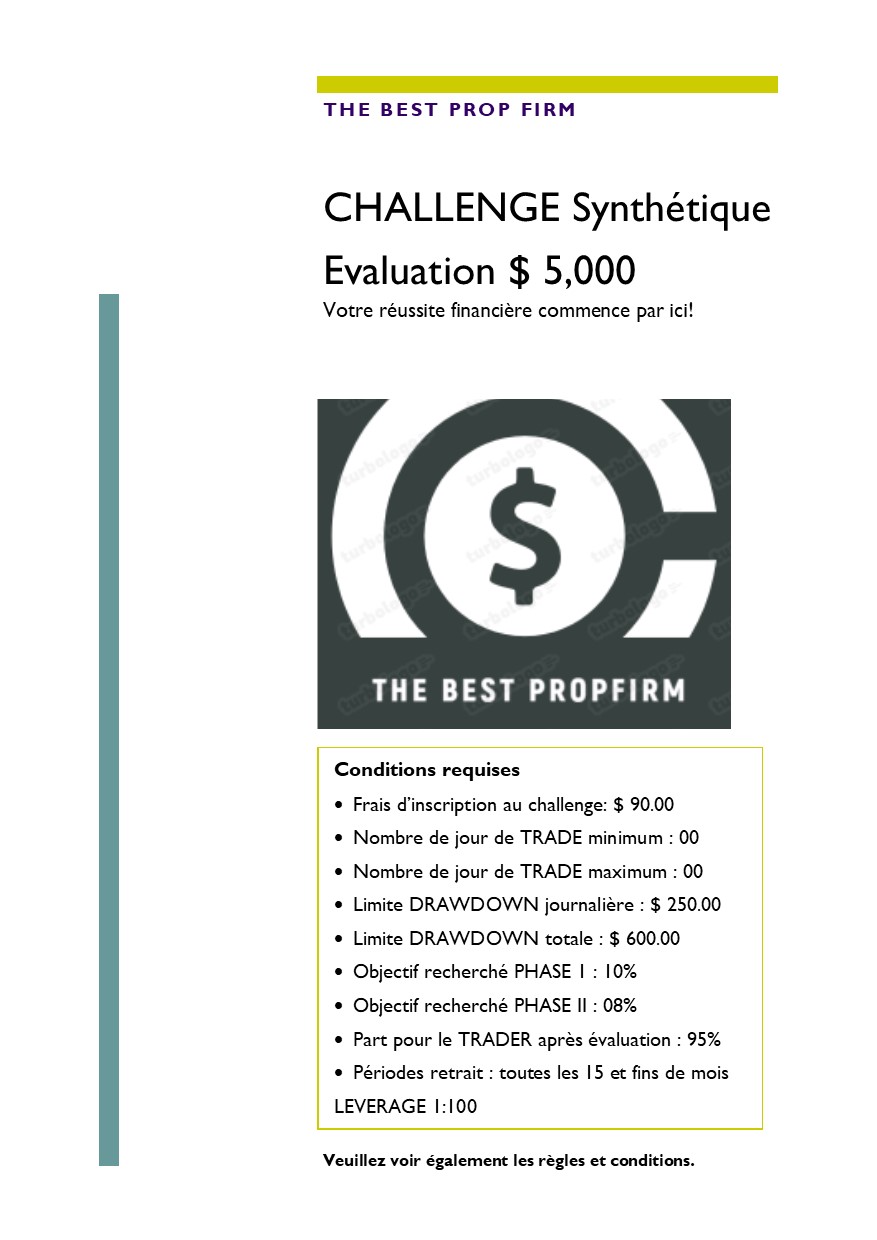 THE BEST PROP FIRM
CHALLENGE Synthétique
Evaluation $ 5,000
Votre réussite financière commence par ici!
$
THE BEST PROPFIRM
Conditions requises
• Frais d’inscription au challenge: $ 90.00
• Nombre de jour de TRADE minimum : 00
• Nombre de jour de TRADE maximum : 00
• Limite DRAWDOWN journalière : $ 250.00
• Limite DRAWDOWN totale : $ 600.00
• Objectif recherché PHASE I : 10%
• Objectif recherché PHASE II : 08%
• Part pour le TRADER après évaluation : 95%
• Périodes retrait : toutes les 15 et fins de mois
LEVERAGE 1:100
Veuillez voir également les règles et conditions.